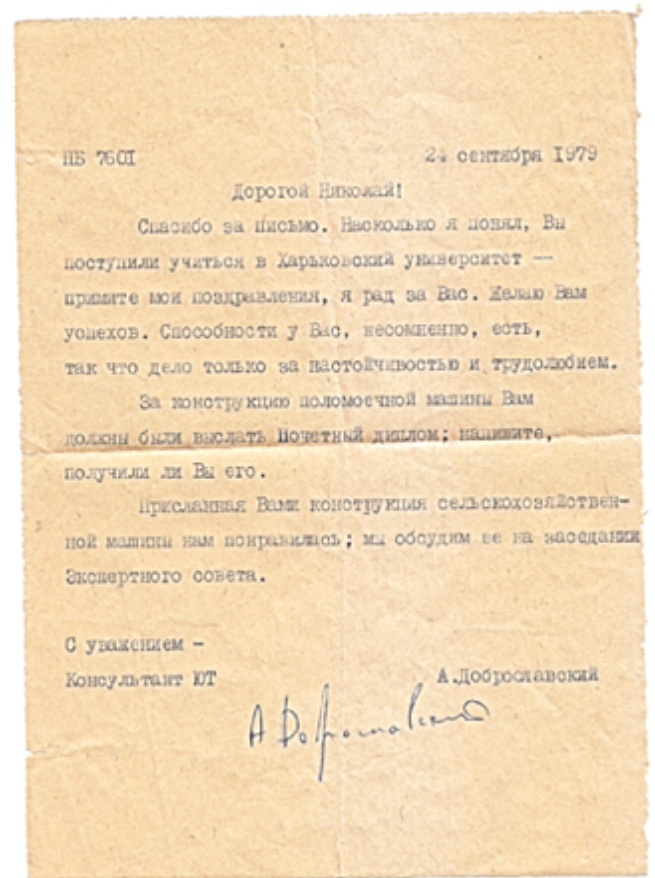 ПБ 7601 24 сентября 1979
Дорогой Николай!
Спасибо за письмо. Насколько я понял, Вы
поступили учиться в Харьковский университет —
примите мои поздравления, я рад за Вас. Желаю Вам
успехов. Способности у Вас, несомненно, есть,
так что дело только за настойчивостью и трудолюбием.
За конструкцию поломоечной машины Вам
должны были выслать Почетный диплом; напишите,
получили ли Вы его.
Присланная Вами конструкция сельскохозяйствен-
ной машины нам понравилась; мы обсудим ее на заседании
Экспертного совета.
С уважением -
Консультант ЮТ А.Доброславский
А Доброславский